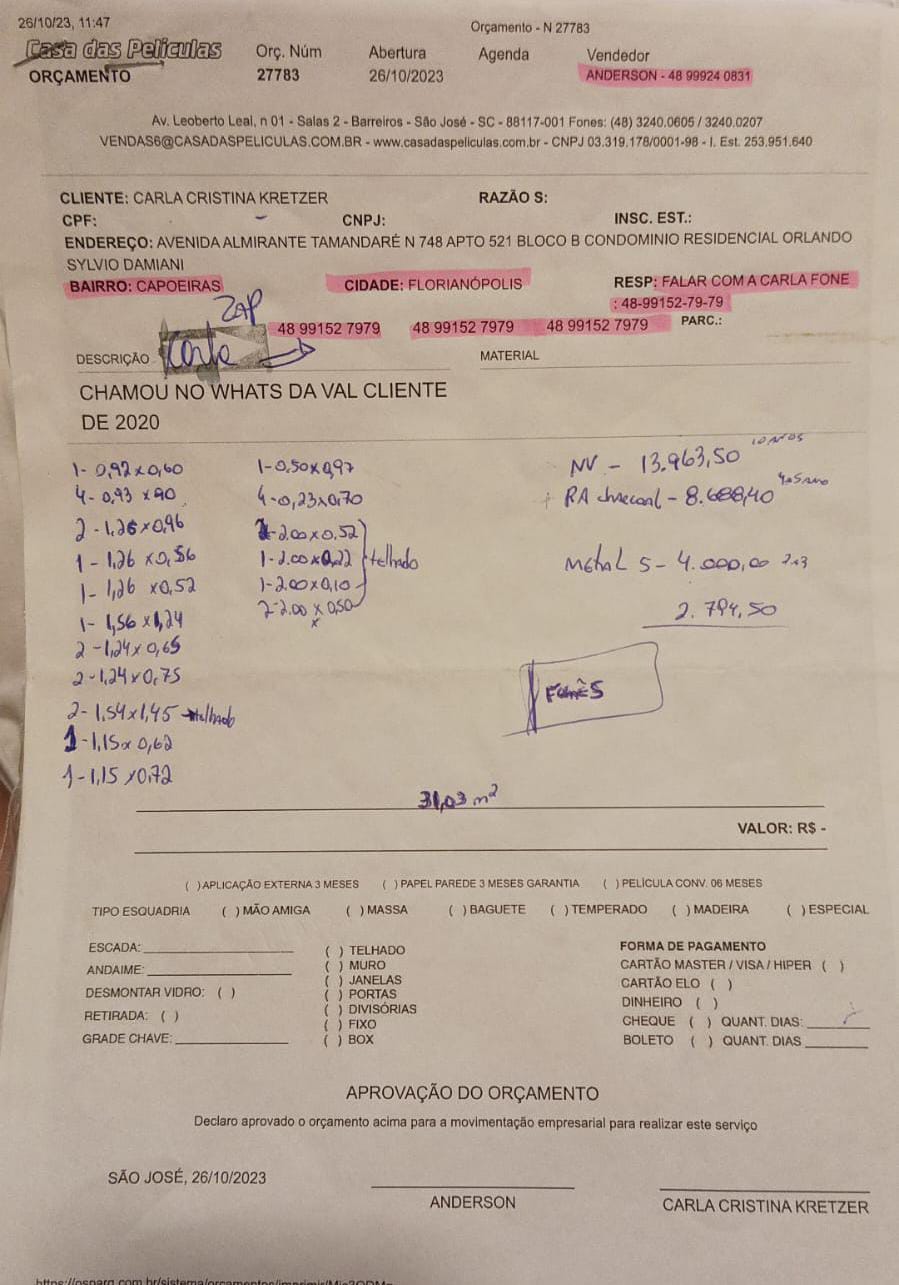 26/10/23, 11:47
Orçamento - N 27783
Casa das Películas
ORÇAMENTO
Orç. Núm
27783
Abertura
26/10/2023
Agenda
Vendedor
ANDERSON - 48 99924 0831
Av. Leoberto Leal, n 01 - Salas 2 - Barreiros - São José - SC - 88117-001 Fones: (48) 3240.0605 / 3240.0207
VENDAS6@CASADASPELICULAS.COM.BR - www.casadaspeliculas.com.br - CNPJ 03.319.178/0001-98 - I. Est. 253.951.640
CLIENTE: CARLA CRISTINA KRETZER RAZÃO S:
CPF: CNPJ: INSC. EST.:
ENDEREÇO: AVENIDA ALMIRANTE TAMANDARÉ N 748 APTO 521 BLOCO B CONDOMINIO RESIDENCIAL ORLANDO
SYLVIO DAMIANI
BAIRRO: CAPOEIRAS CIDADE: FLORIANÓPOLIS RESP: FALAR COM A CARLA FONE
: 48-99152-79-79
ZAP
48 99152 7979 48 99152 7979 48 99152 7979 PARC.:
DESCRIÇÃO Carla MATERIAL
CHAMOU NO WHATS DA VAL CLIENTE
DE 2020
1- 0,92 x 0,60
4- 0,93 x 90
2 - 1,26 x 0,96
1 - 1,26 x 0,56
1- 1,26 x 0,52
1- 1,56 x 1,24
2 - 1,24 x 0,65
2 - 1,24 x 0,75
2- 1,54 x 1,45 telhado
1- 1,15 x 0,62
1- 1,15 x 0,72
1- 0,50 x 0,97
4- 0,23 x 0,70
2.00 x 0,52
1- 2.00 x 0,22 telhado
1- 2.00 x 0,10
2- 2.00 x 0,50
NV - 13.963,50 10 ANOS
RA - 8.688,40
Metal 5 - 4.000,00
2.794,50
31,03 m²
VALOR: R$ -
( ) APLICAÇÃO EXTERNA 3 MESES ( ) PAPEL PAREDE 3 MESES GARANTIA ( ) PELÍCULA CONV. 06 MESES
TIPO ESQUADRIA ( ) MÃO AMIGA ( ) MASSA ( ) BAGUETE ( ) TEMPERADO ( ) MADEIRA ( ) ESPECIAL
ESCADA:
ANDAIME:
DESMONTAR VIDRO: ( )
RETIRADA: ( )
GRADE CHAVE:
( ) TELHADO
( ) MURO
( ) JANELAS
( ) PORTAS
( ) DIVISÓRIAS
( ) FIXO
( ) BOX
FORMA DE PAGAMENTO
CARTÃO MASTER / VISA / HIPER ( )
CARTÃO ELO ( )
DINHEIRO ( )
CHEQUE ( ) QUANT. DIAS:
BOLETO ( ) QUANT. DIAS
APROVAÇÃO DO ORÇAMENTO
Declaro aprovado o orçamento acima para a movimentação empresarial para realizar este serviço
SÃO JOSÉ, 26/10/2023
ANDERSON
CARLA CRISTINA KRETZER